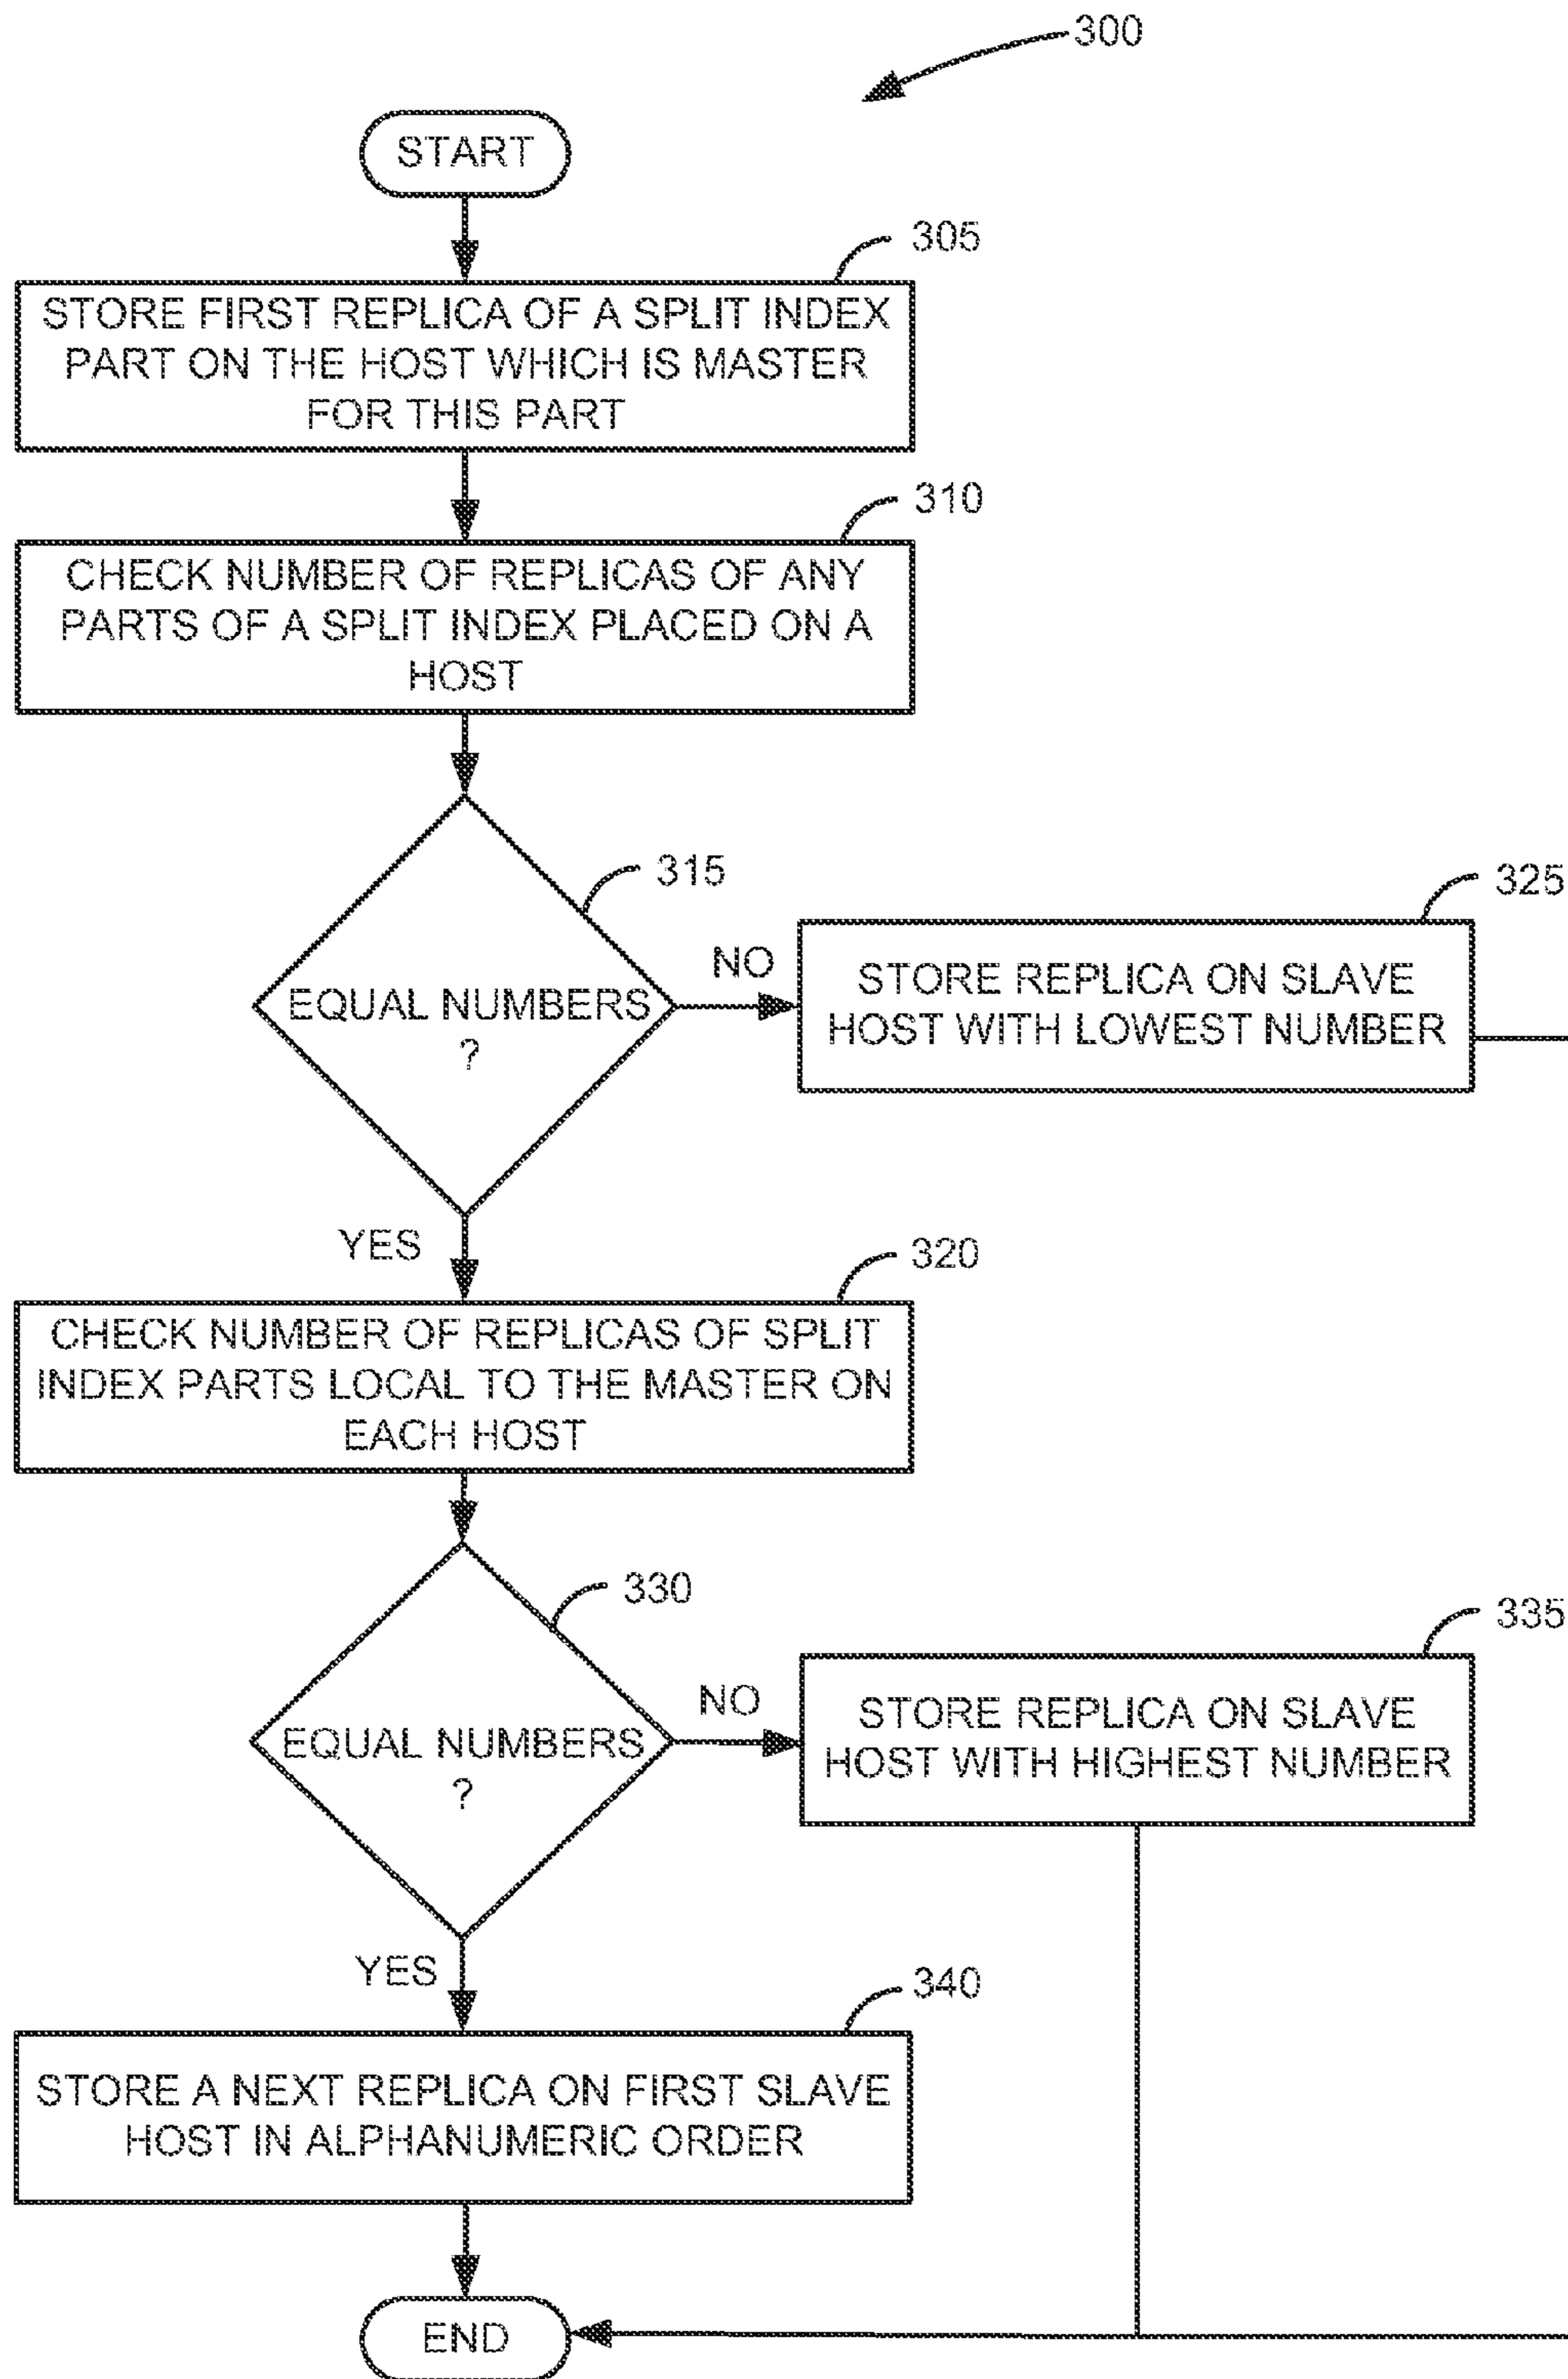 300
START
305
STORE FIRST REPLICA OF A SPLIT INDEX
PART ON THE HOST WHICH IS MASTER
FOR THIS PART
310
CHECK NUMBER OF REPLICAS OF ANY
PARTS OF A SPLIT INDEX PLACED ON A
HOST
315
EQUAL NUMBERS
?
NO
325
STORE REPLICA ON SLAVE
HOST WITH LOWEST NUMBER
YES
320
CHECK NUMBER OF REPLICAS OF SPLIT
INDEX PARTS LOCAL TO THE MASTER ON
EACH HOST
330
EQUAL NUMBERS
?
NO
335
STORE REPLICA ON SLAVE
HOST WITH HIGHEST NUMBER
YES
340
STORE A NEXT REPLICA ON FIRST SLAVE
HOST IN ALPHANUMERIC ORDER
END